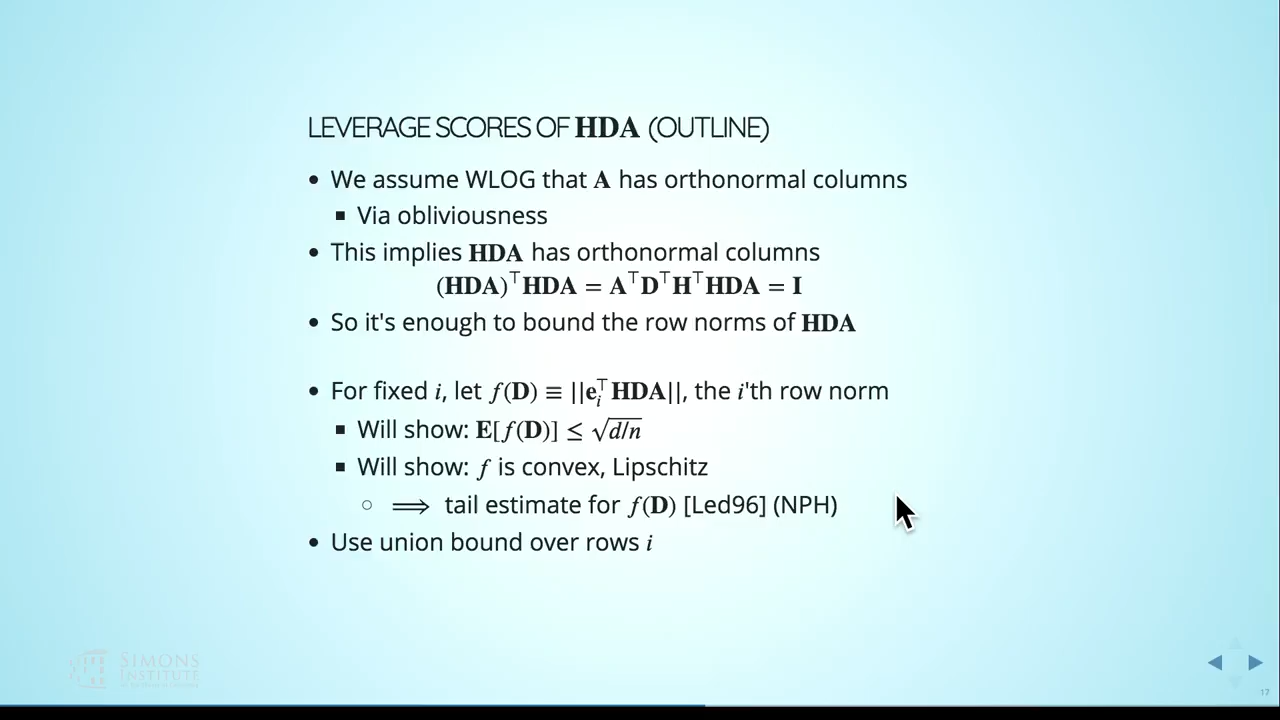 LEVERAGE SCORES OF HDA (OUTLINE)
• We assume WLOG that A has orthonormal columns
▪ Via obliviousness
• This implies HDA has orthonormal columns
(HDA)⊤HDA = A⊤D⊤H⊤HDA = I
• So it's enough to bound the row norms of HDA
• For fixed i, let f(D) ≡ ||eᵢ⊤HDA||, the i'th row norm
▪ Will show: E[f(D)] ≤ √d/n
▪ Will show: f is convex, Lipschitz
○ ⟹ tail estimate for f(D) [Led96] (NPH)
• Use union bound over rows i
SIMONS
INSTITUTE
17